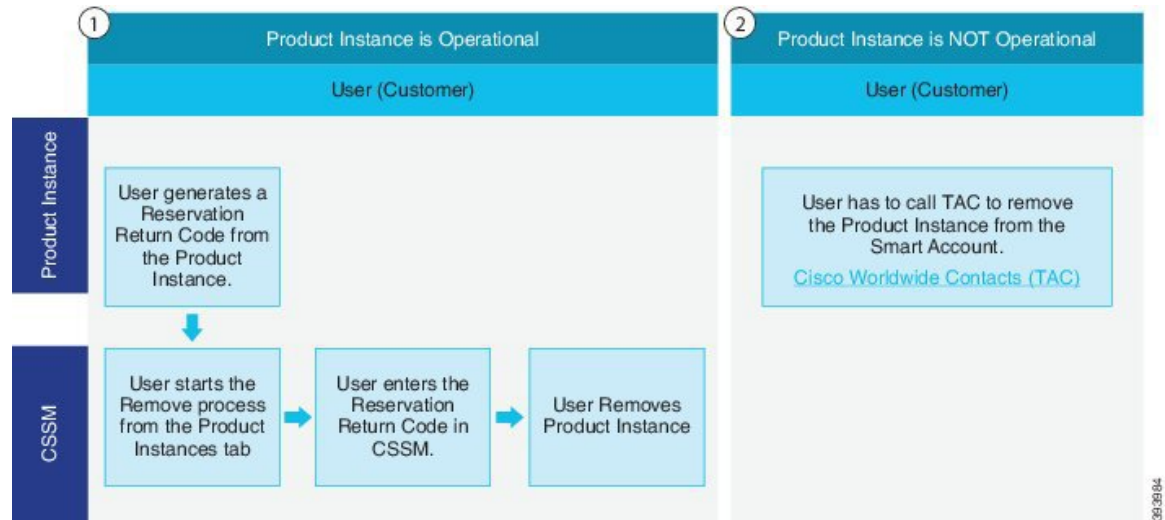 1
Product Instance is Operational
User (Customer)
2
Product Instance is NOT Operational
User (Customer)
Product Instance
User generates a
Reservation
Return Code from
the Product
Instance.
User has to call TAC to remove
the Product Instance from the
Smart Account.
Cisco Worldwide Contacts (TAC)
CSSM
User starts the
Remove process
from the Product
Instances tab
User enters the
Reservation
Return Code in
CSSM.
User Removes
Product Instance
393984